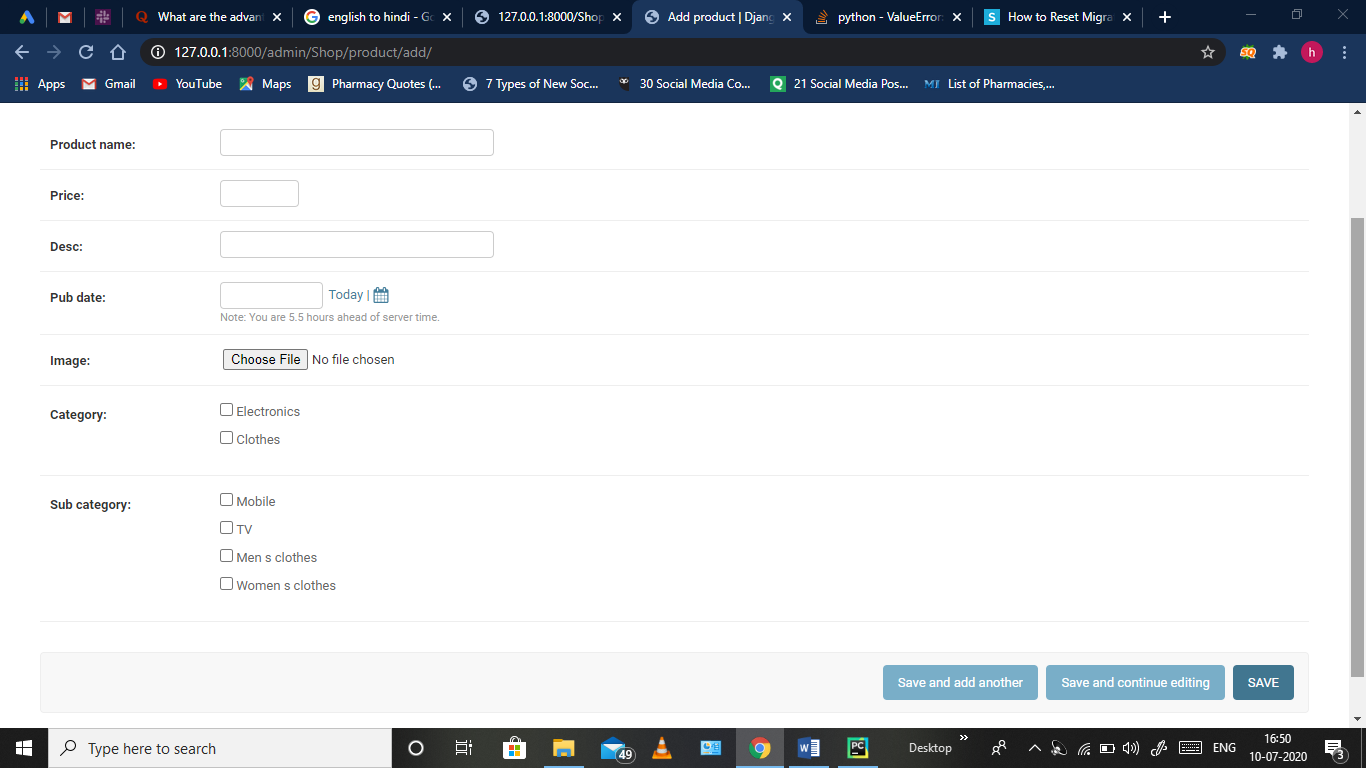 What are the advan
english to hindi - Go
127.0.0.1:8000/Shop
Add product | Djang
python - ValueError:
S How to Reset Migra
127.0.0.1:8000/admin/Shop/product/add/
h
Apps
Gmail
YouTube
Maps
g Pharmacy Quotes (...
7 Types of New Soc...
30 Social Media Co...
Q 21 Social Media Pos...
MT List of Pharmacies,...
Product name:
Price:
Desc:
Pub date:
Today |
Note: You are 5.5 hours ahead of server time.
Image:
Choose File No file chosen
Category:
Electronics
Clothes
Sub category:
Mobile
TV
Men s clothes
Women s clothes
Save and add another
Save and continue editing
SAVE
Type here to search
49
W
PC
Desktop
ENG
16:50
10-07-2020
3